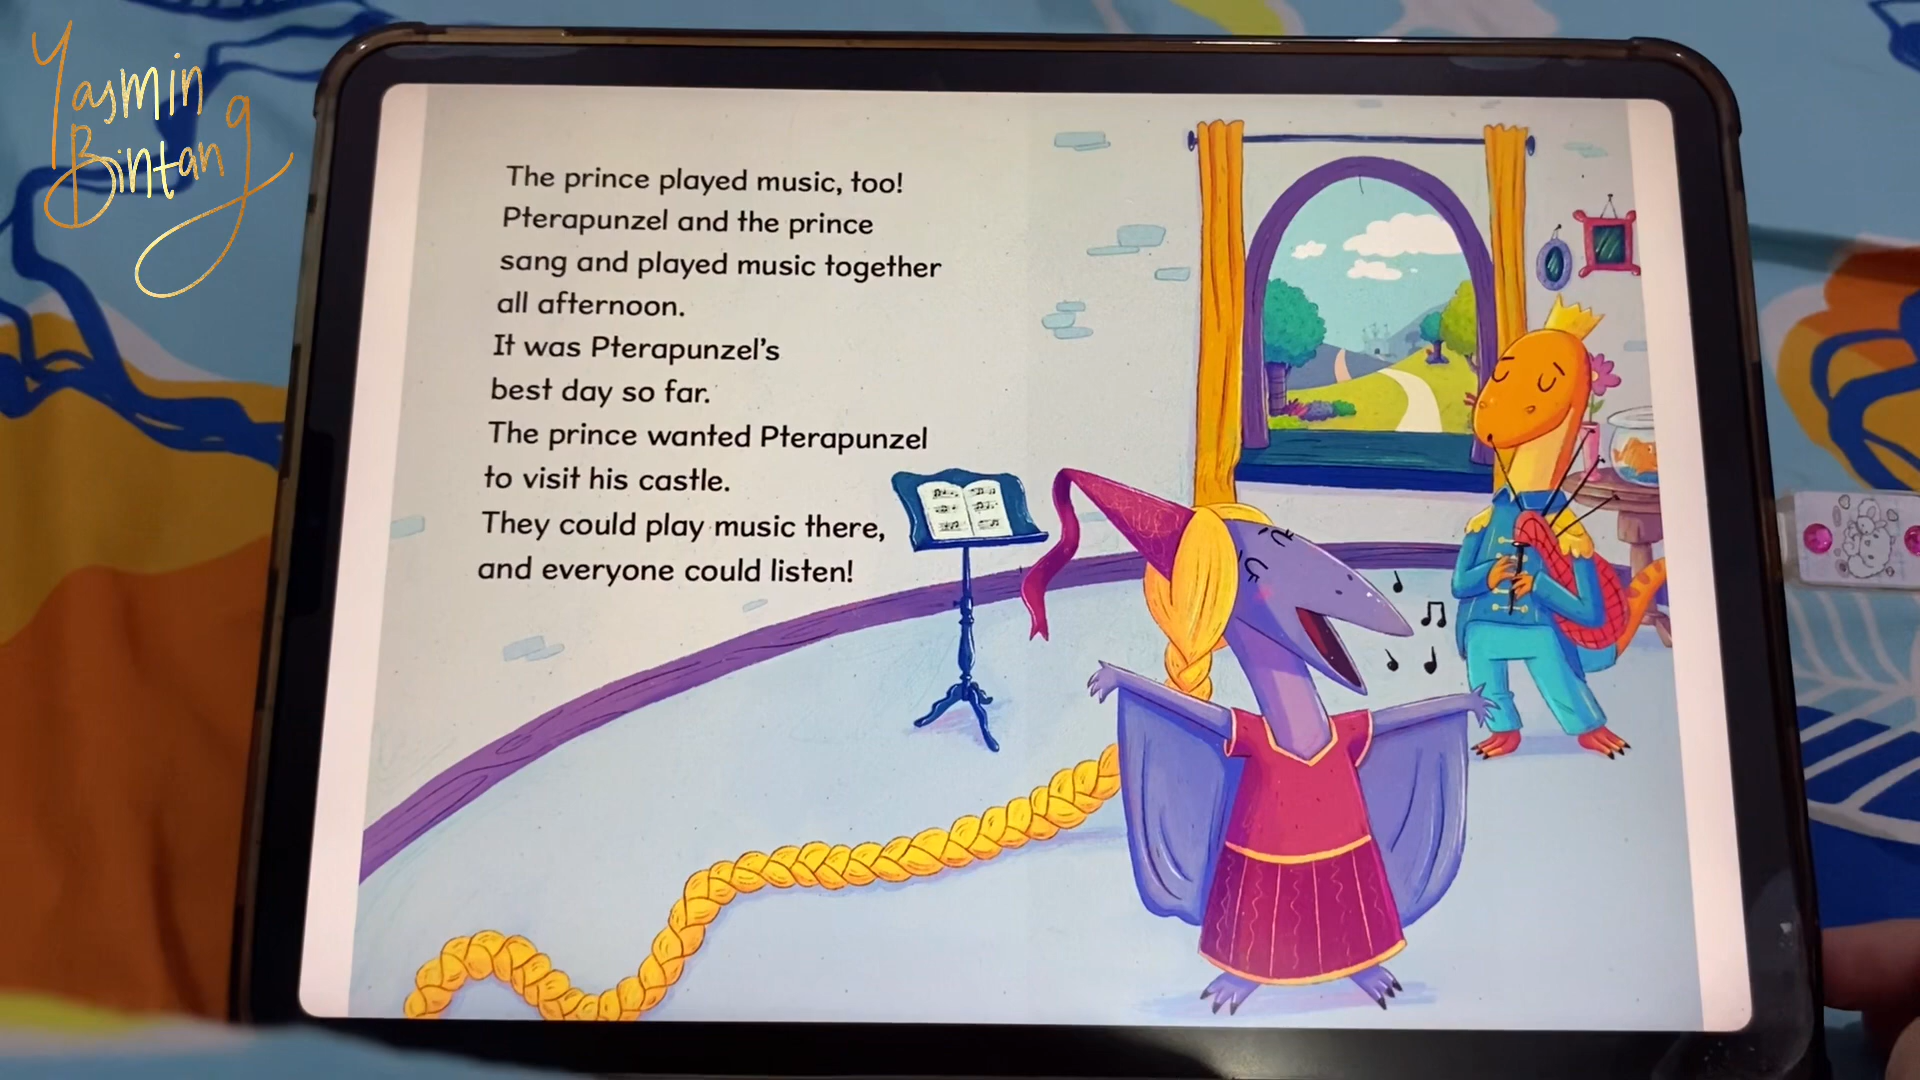 Yasmin
Bintang
The prince played music, too!
Pterapunzel and the prince
sang and played music together
all afternoon.
It was Pterapunzel's
best day so far.
The prince wanted Pterapunzel
to visit his castle.
They could play music there,
and everyone could listen!